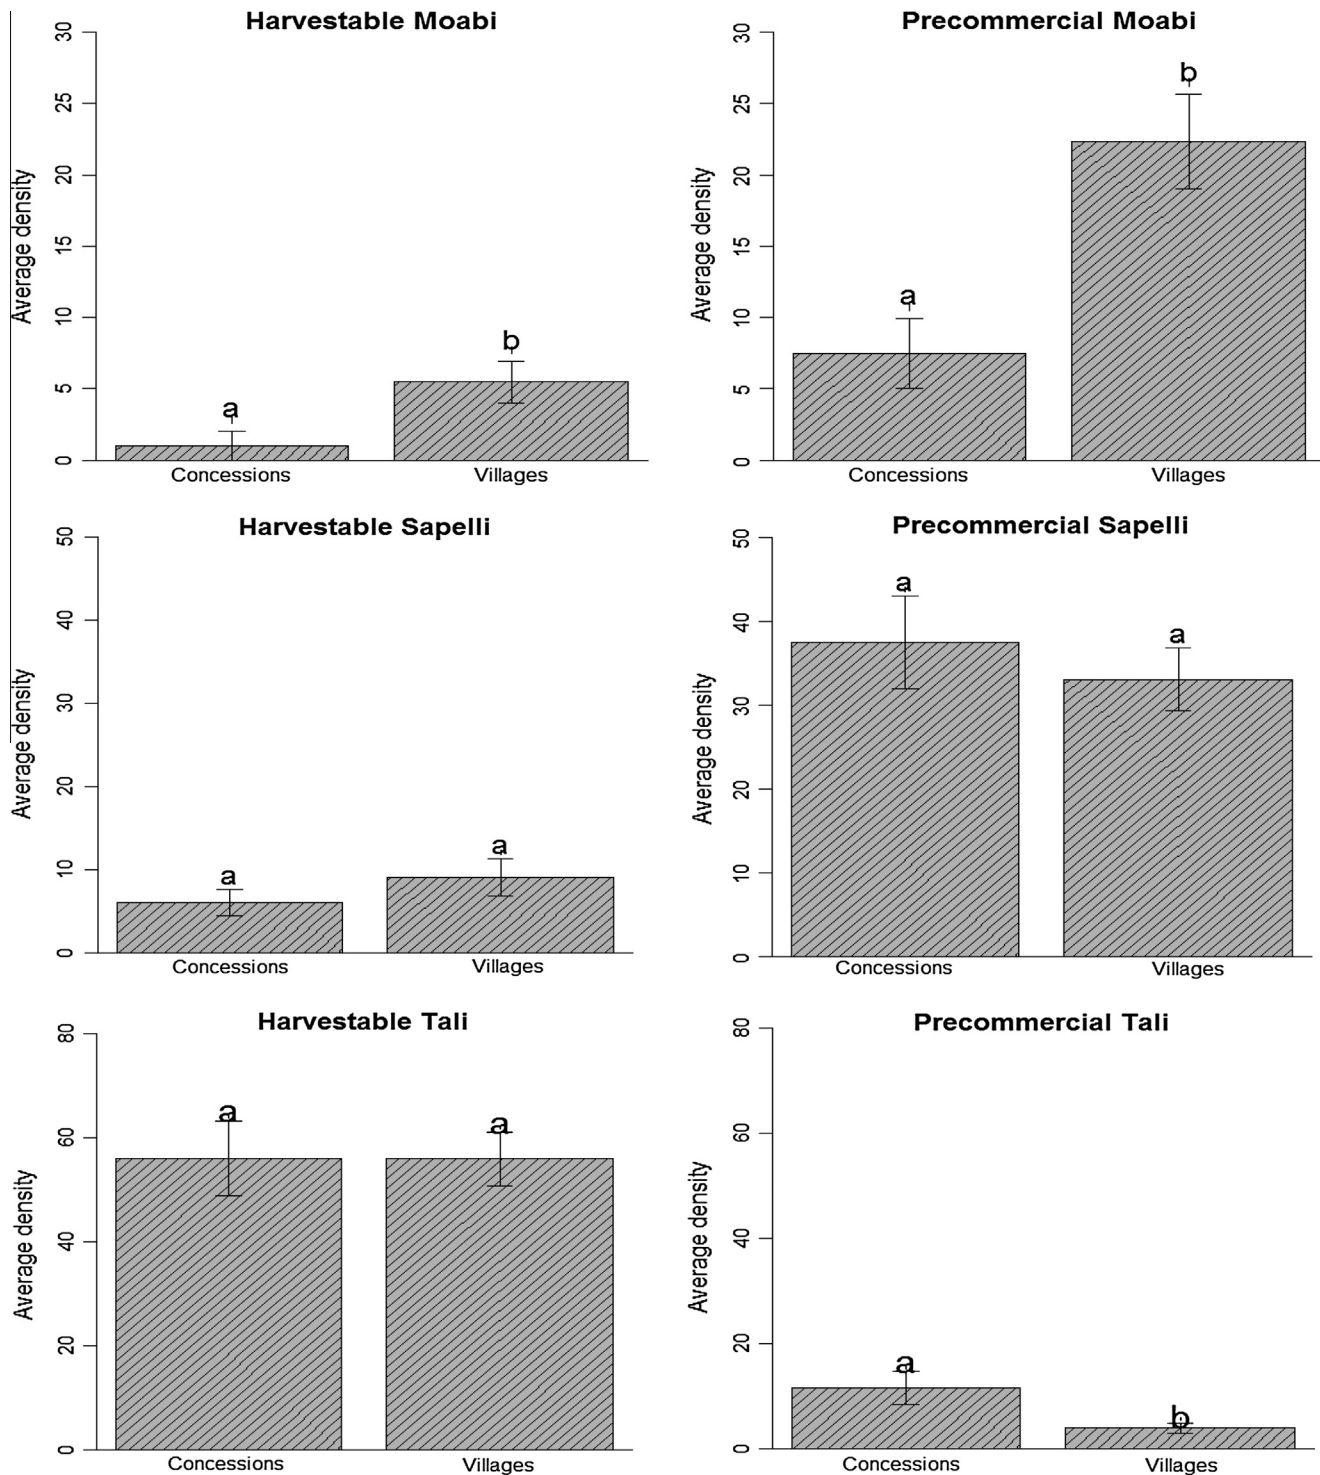 Harvestable Moabi
30
25
20
15
10
5
0
Average density
a
b
Concessions
Villages
Precommercial Moabi
30
25
20
15
10
5
0
Average density
a
b
Concessions
Villages
Harvestable Sapelli
50
40
30
20
10
0
Average density
a
a
Concessions
Villages
Precommercial Sapelli
50
40
30
20
10
0
Average density
a
a
Concessions
Villages
Harvestable Tali
80
60
40
20
0
Average density
a
a
Concessions
Villages
Precommercial Tali
80
60
40
20
0
Average density
a
b
Concessions
Villages